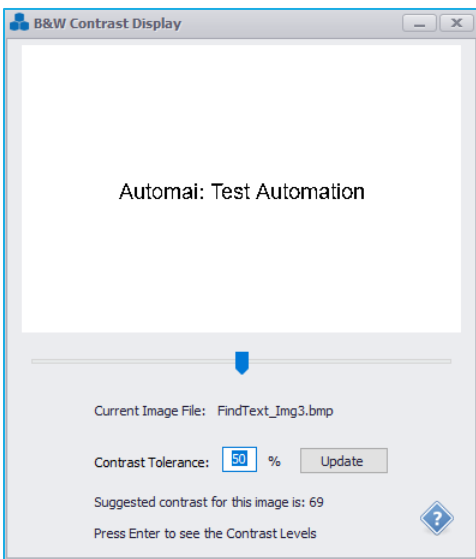 B&W Contrast Display
Automai: Test Automation
Current Image File: FindText_Img3.bmp
Contrast Tolerance: 50 % Update
Suggested contrast for this image is: 69
Press Enter to see the Contrast Levels
?